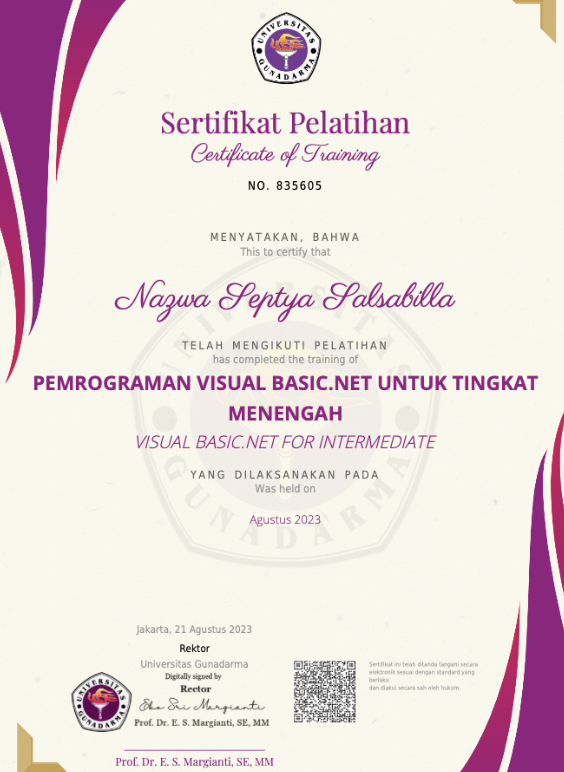 UNIVERSITAS
GUNADARMA
Sertifikat Pelatihan
Certificate of Training
NO. 835605
MENYATAKAN, BAHWA
This to certify that
Nazwa Septya Salsabilla
TELAH MENGIKUTI PELATIHAN
has completed the training of
PEMROGRAMAN VISUAL BASIC.NET UNTUK TINGKAT
MENENGAH
VISUAL BASIC.NET FOR INTERMEDIATE
YANG DILAKSANAKAN PADA
Was held on
Agustus 2023
UNIVERSITAS
GUNADARMA
Jakarta, 21 Agustus 2023
Rektor
Universitas Gunadarma
Digitally signed by
Rector
Eko Sri Margianti
Prof. Dr. E. S. Margianti, SE, MM
UNIVERSITAS
GUNADARMA
Sertifikat ini telah ditanda tangani secara
elektronik sesuai dengan standard yang
berlaku
dan diakui secara sah oleh hukum.
Prof. Dr. E. S. Margianti, SE, MM